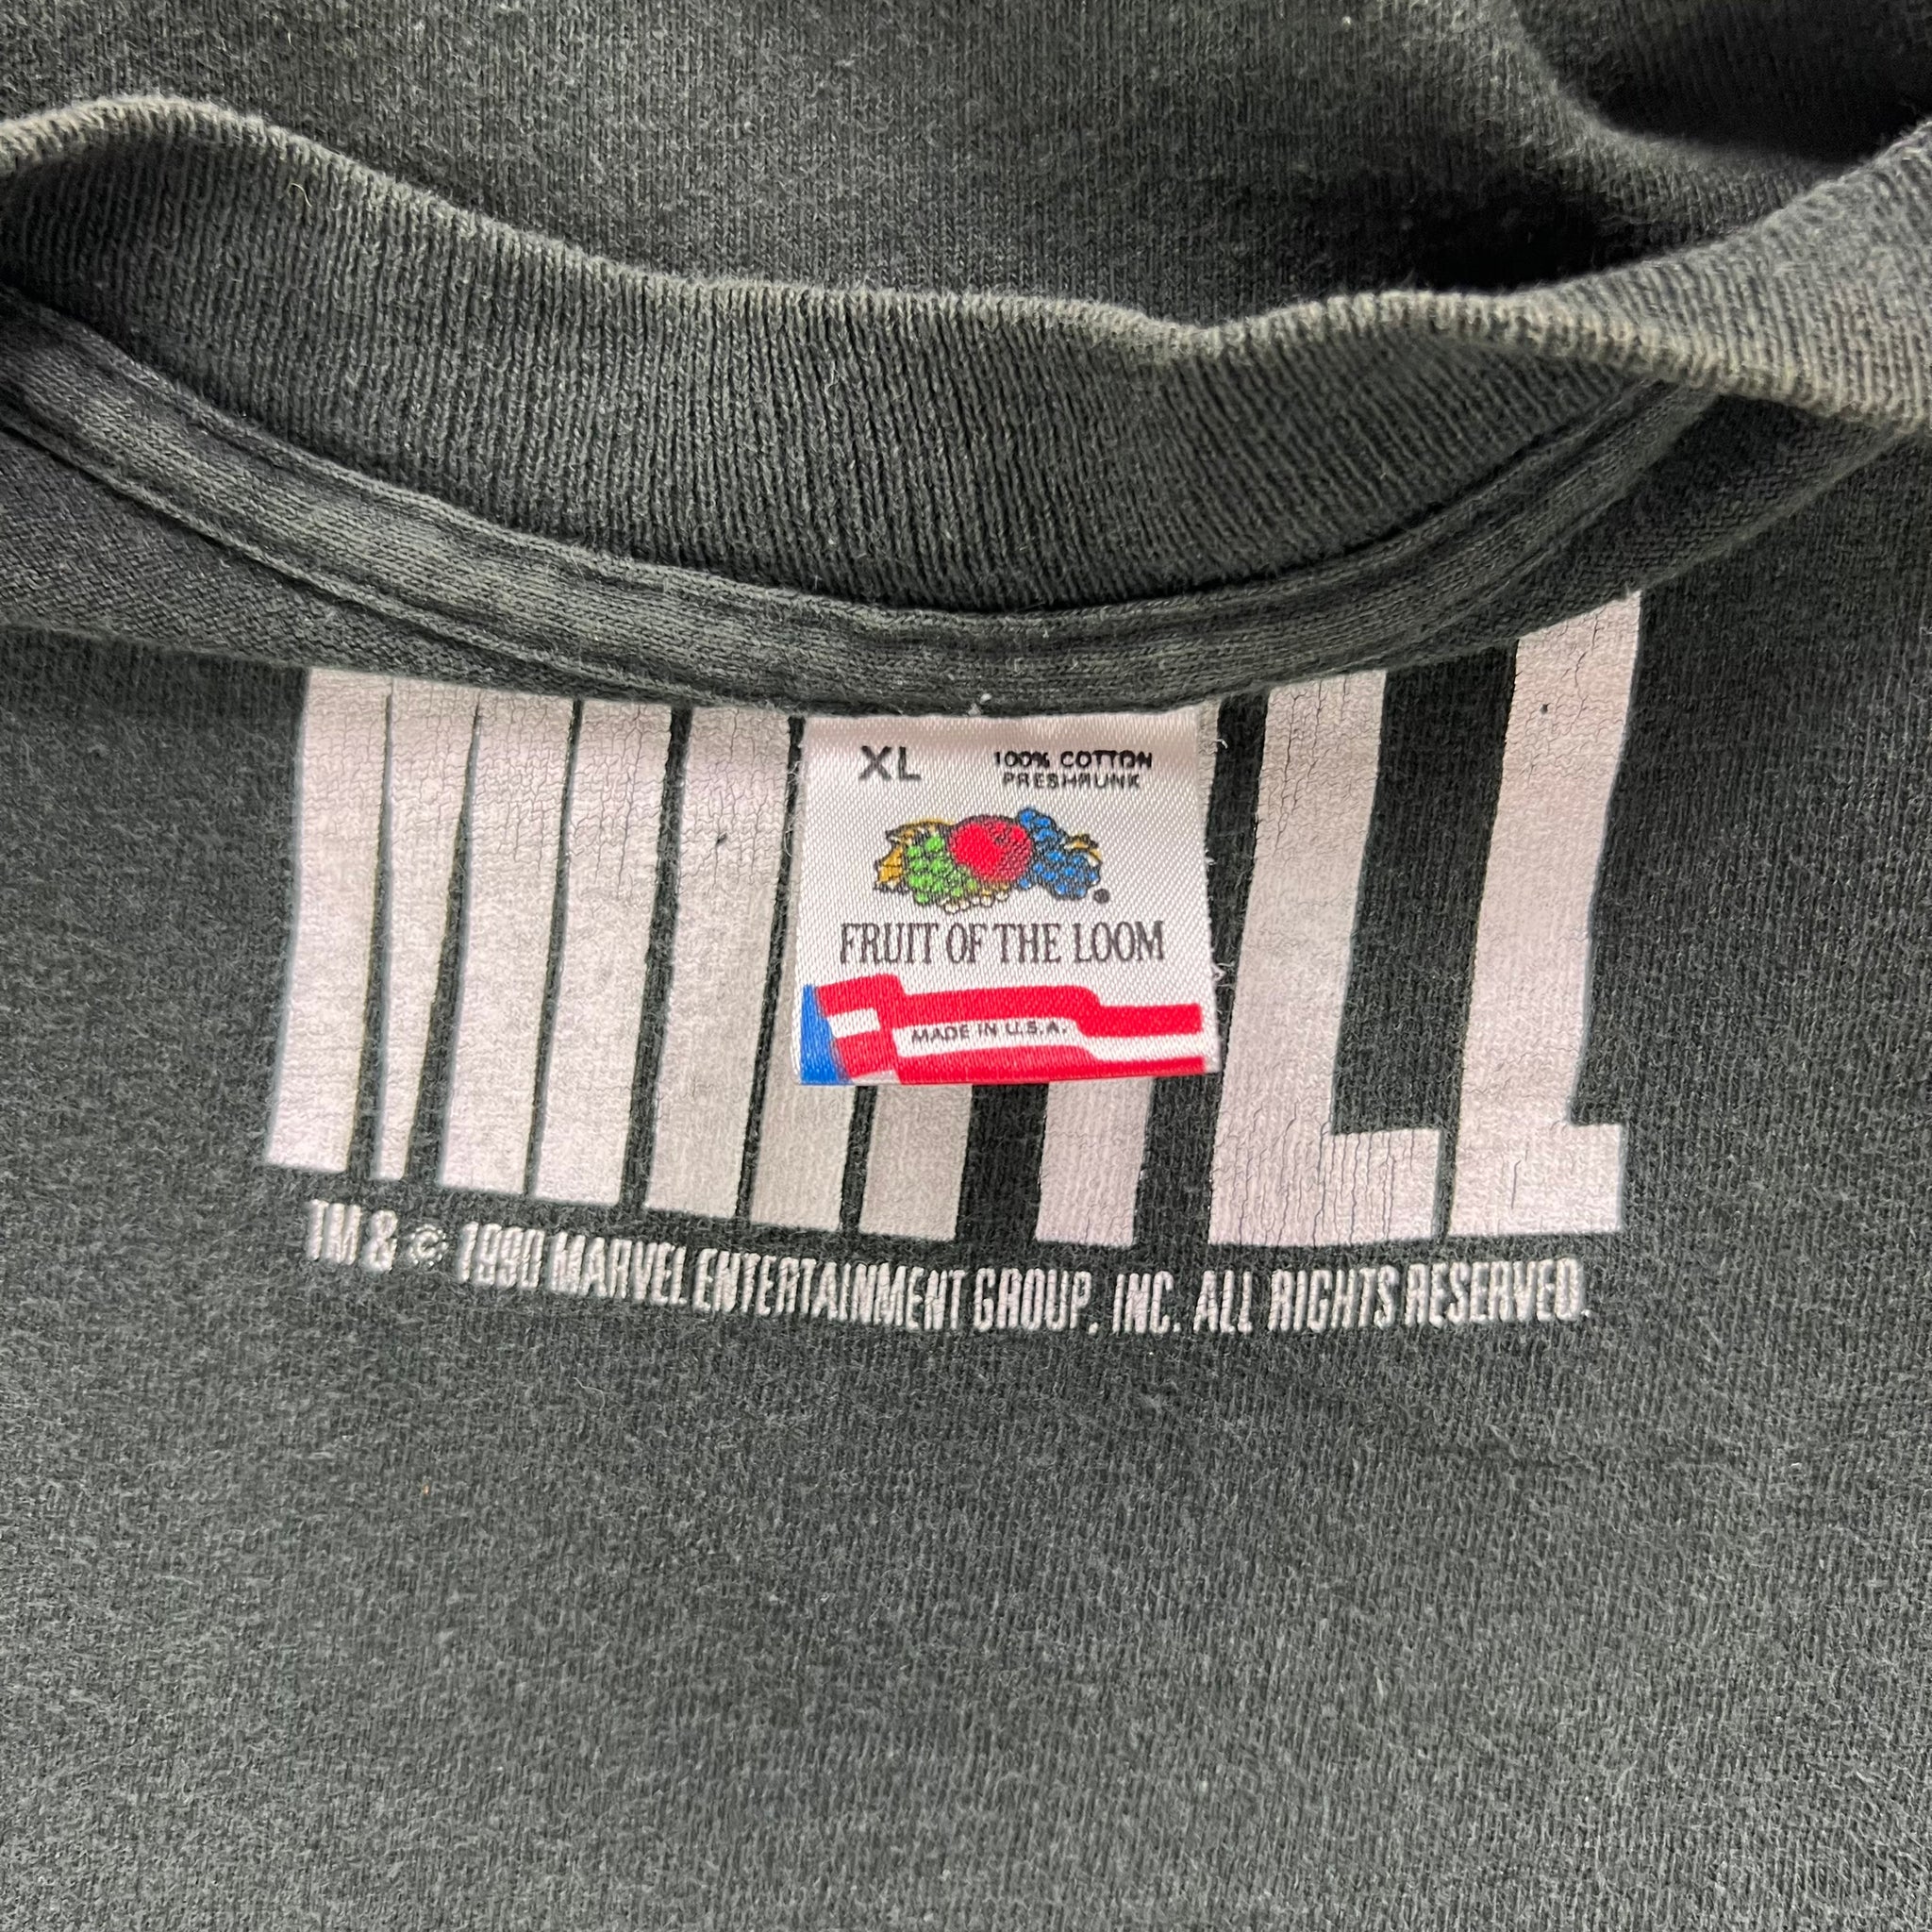 XL
100% COTTON
PRESHRUNK
FRUIT OF THE LOOM
MADE IN U.S.A.
TM & © 1990 MARVEL ENTERTAINMENT GROUP, INC. ALL RIGHTS RESERVED.